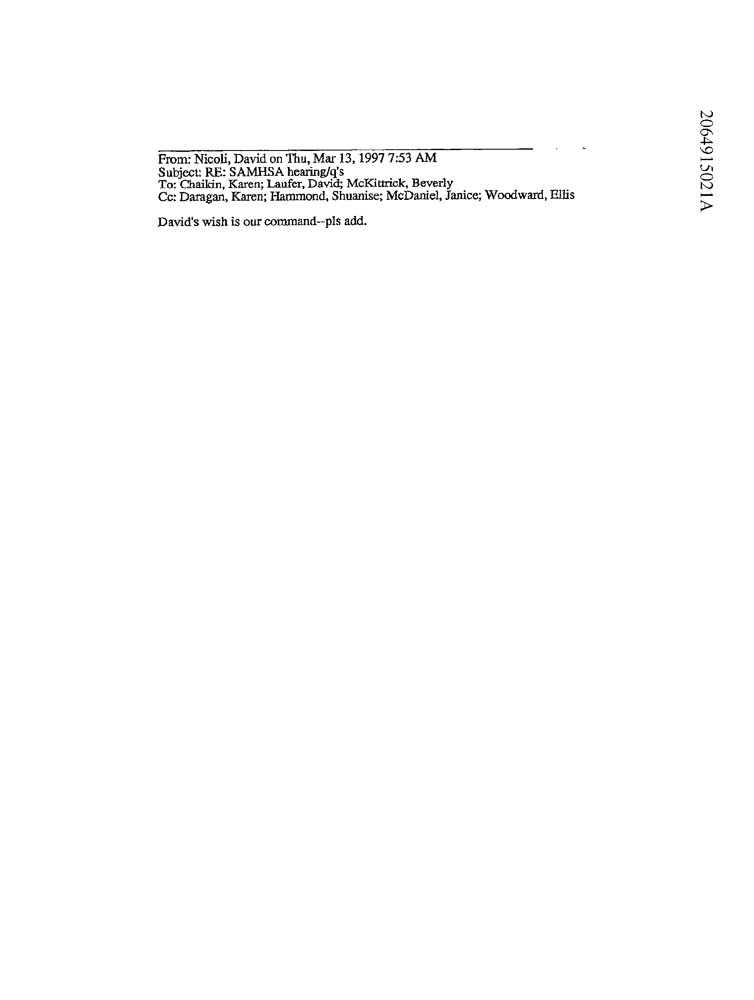 From: Nicoli, David on Thu, Mar 13, 1997 7:53 AM
Subject: RE: SAMHSA hearing/q's
To: Chaikin, Karen; Laufer, David; McKittrick, Beverly
Cc: Daragan, Karen; Hammond, Shuanise; McDaniel, Janice; Woodward, Ellis
David's wish is our command--pls add.
2064915021A